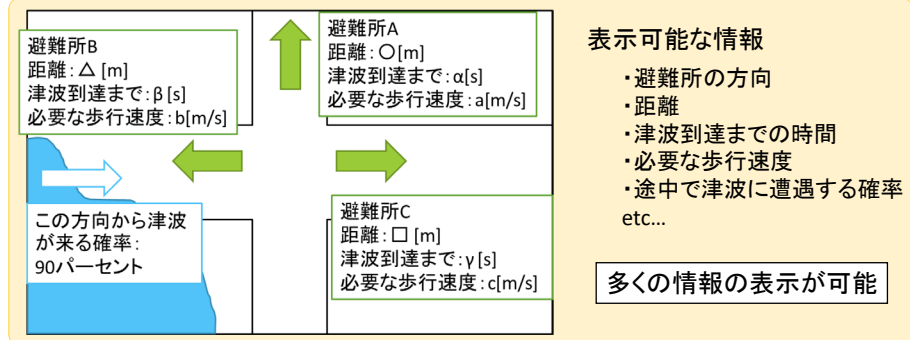 避難所B
距離：△ [m]
津波到達まで：β [s]
必要な歩行速度：b[m/s]
避難所A
距離：○[m]
津波到達まで：α[s]
必要な歩行速度：a[m/s]
この方向から津波
が来る確率：
90パーセント
避難所C
距離：□ [m]
津波到達まで：γ [s]
必要な歩行速度：c[m/s]
表示可能な情報
・避難所の方向
・距離
・津波到達までの時間
・必要な歩行速度
・途中で津波に遭遇する確率
etc…
多くの情報の表示が可能